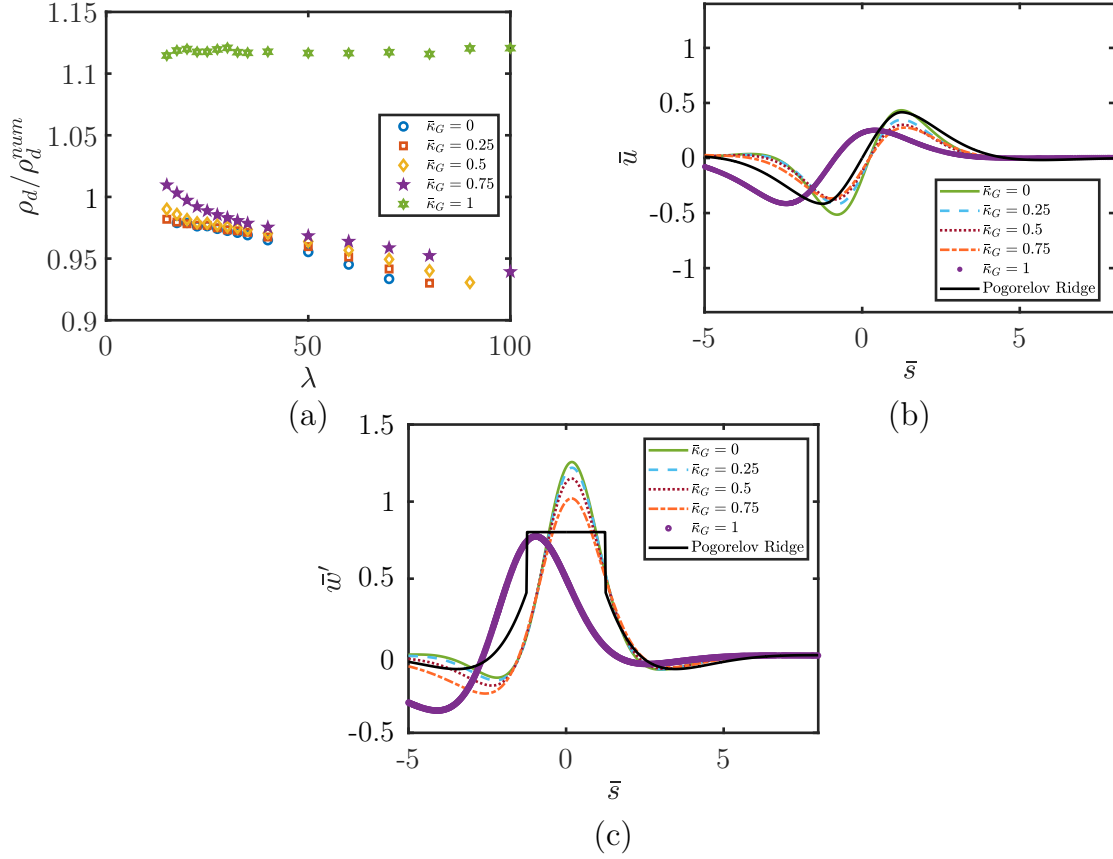 1.15
1.1
1.05
1
0.95
0.9
ρ_d/ρ_d^{num}
κ̄_G = 0
κ̄_G = 0.25
κ̄_G = 0.5
κ̄_G = 0.75
κ̄_G = 1
0 50 100
λ
(a)
1
0.5
0
-0.5
-1
ū
κ̄_G = 0
κ̄_G = 0.25
κ̄_G = 0.5
κ̄_G = 0.75
κ̄_G = 1
Pogorelov Ridge
-5 0 5
s̄
(b)
1.5
1
0.5
0
-0.5
w̄′
κ̄_G = 0
κ̄_G = 0.25
κ̄_G = 0.5
κ̄_G = 0.75
κ̄_G = 1
Pogorelov Ridge
-5 0 5
s̄
(c)